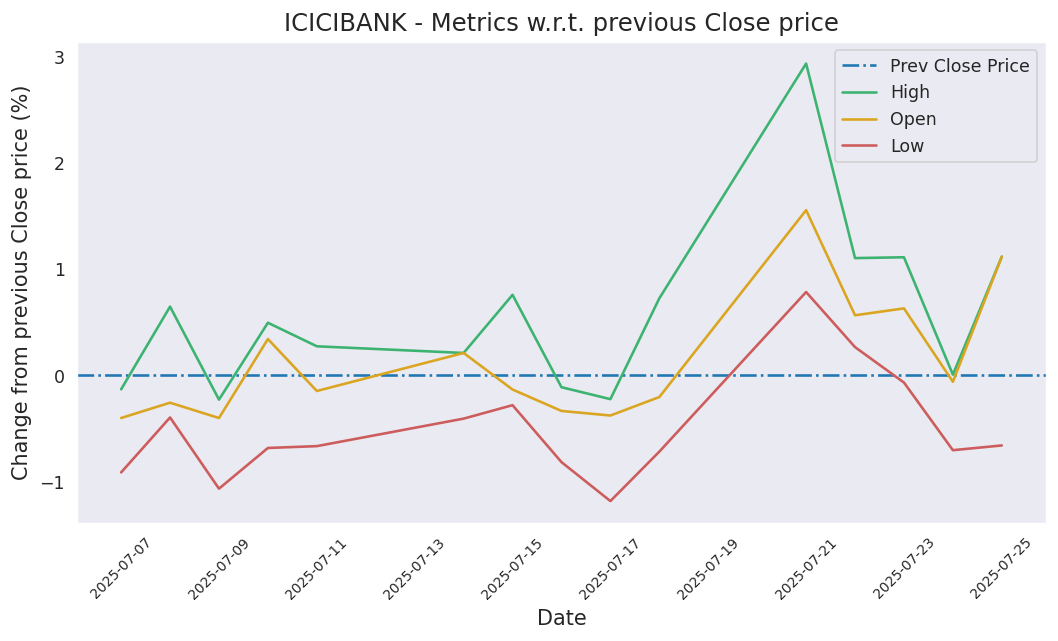 ICICIBANK - Metrics w.r.t. previous Close price
Change from previous Close price (%)
3
2
1
0
−1
Prev Close Price
High
Open
Low
2025-07-07
2025-07-09
2025-07-11
2025-07-13
2025-07-15
2025-07-17
2025-07-19
2025-07-21
2025-07-23
2025-07-25
Date